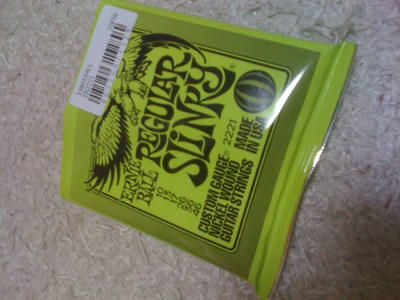 ERNIE
BALL®
REGULAR
SLINKY®
10
13
17
26
36
46
CUSTOM GAUGE 2221
NICKEL WOUND
GUITAR STRINGS
MADE
IN USA
ERNIEBALL